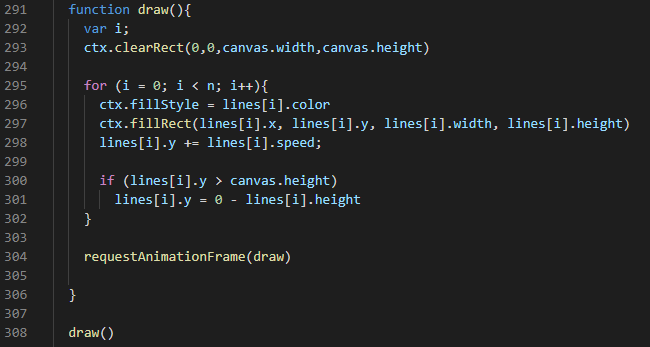 291 function draw(){
292 var i;
293 ctx.clearRect(0,0,canvas.width,canvas.height)
294
295 for (i = 0; i < n; i++){
296 ctx.fillStyle = lines[i].color
297 ctx.fillRect(lines[i].x, lines[i].y, lines[i].width, lines[i].height)
298 lines[i].y += lines[i].speed;
299
300 if (lines[i].y > canvas.height)
301 lines[i].y = 0 - lines[i].height
302 }
303
304 requestAnimationFrame(draw)
305
306 }
307
308 draw()